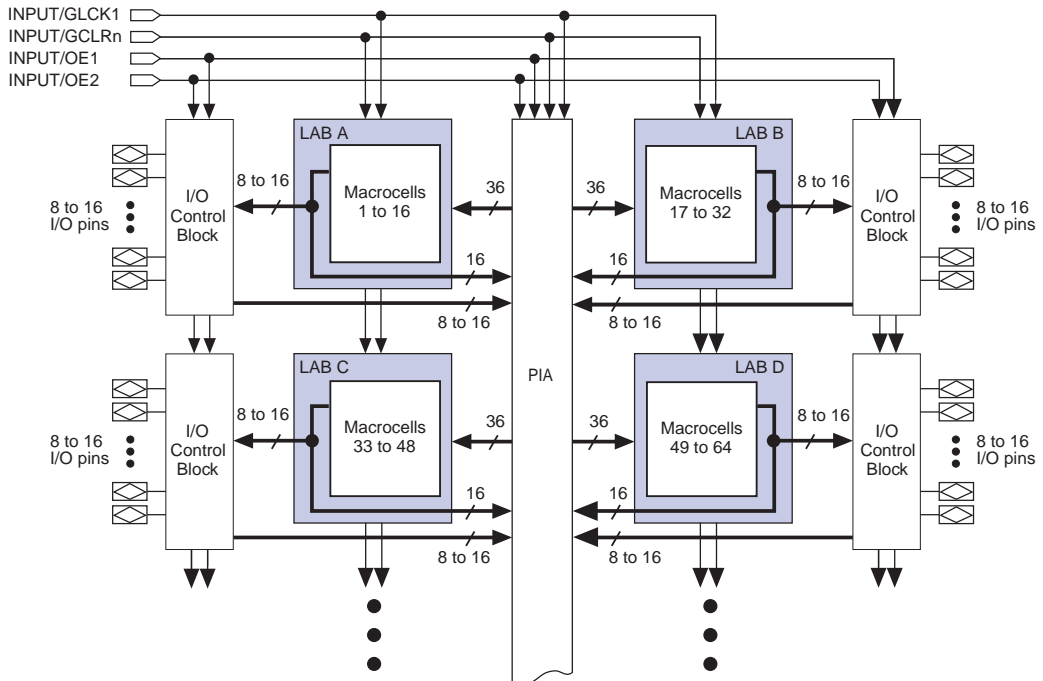 INPUT/GLCK1
INPUT/GCLRn
INPUT/OE1
INPUT/OE2
LAB A
LAB B
8 to 16
I/O pins
I/O
Control
Block
8 to 16
Macrocells
1 to 16
36
36
Macrocells
17 to 32
8 to 16
I/O
Control
Block
8 to 16
I/O pins
16
16
8 to 16
8 to 16
LAB C
PIA
LAB D
8 to 16
I/O pins
I/O
Control
Block
8 to 16
Macrocells
33 to 48
36
36
Macrocells
49 to 64
8 to 16
I/O
Control
Block
8 to 16
I/O pins
16
16
8 to 16
8 to 16